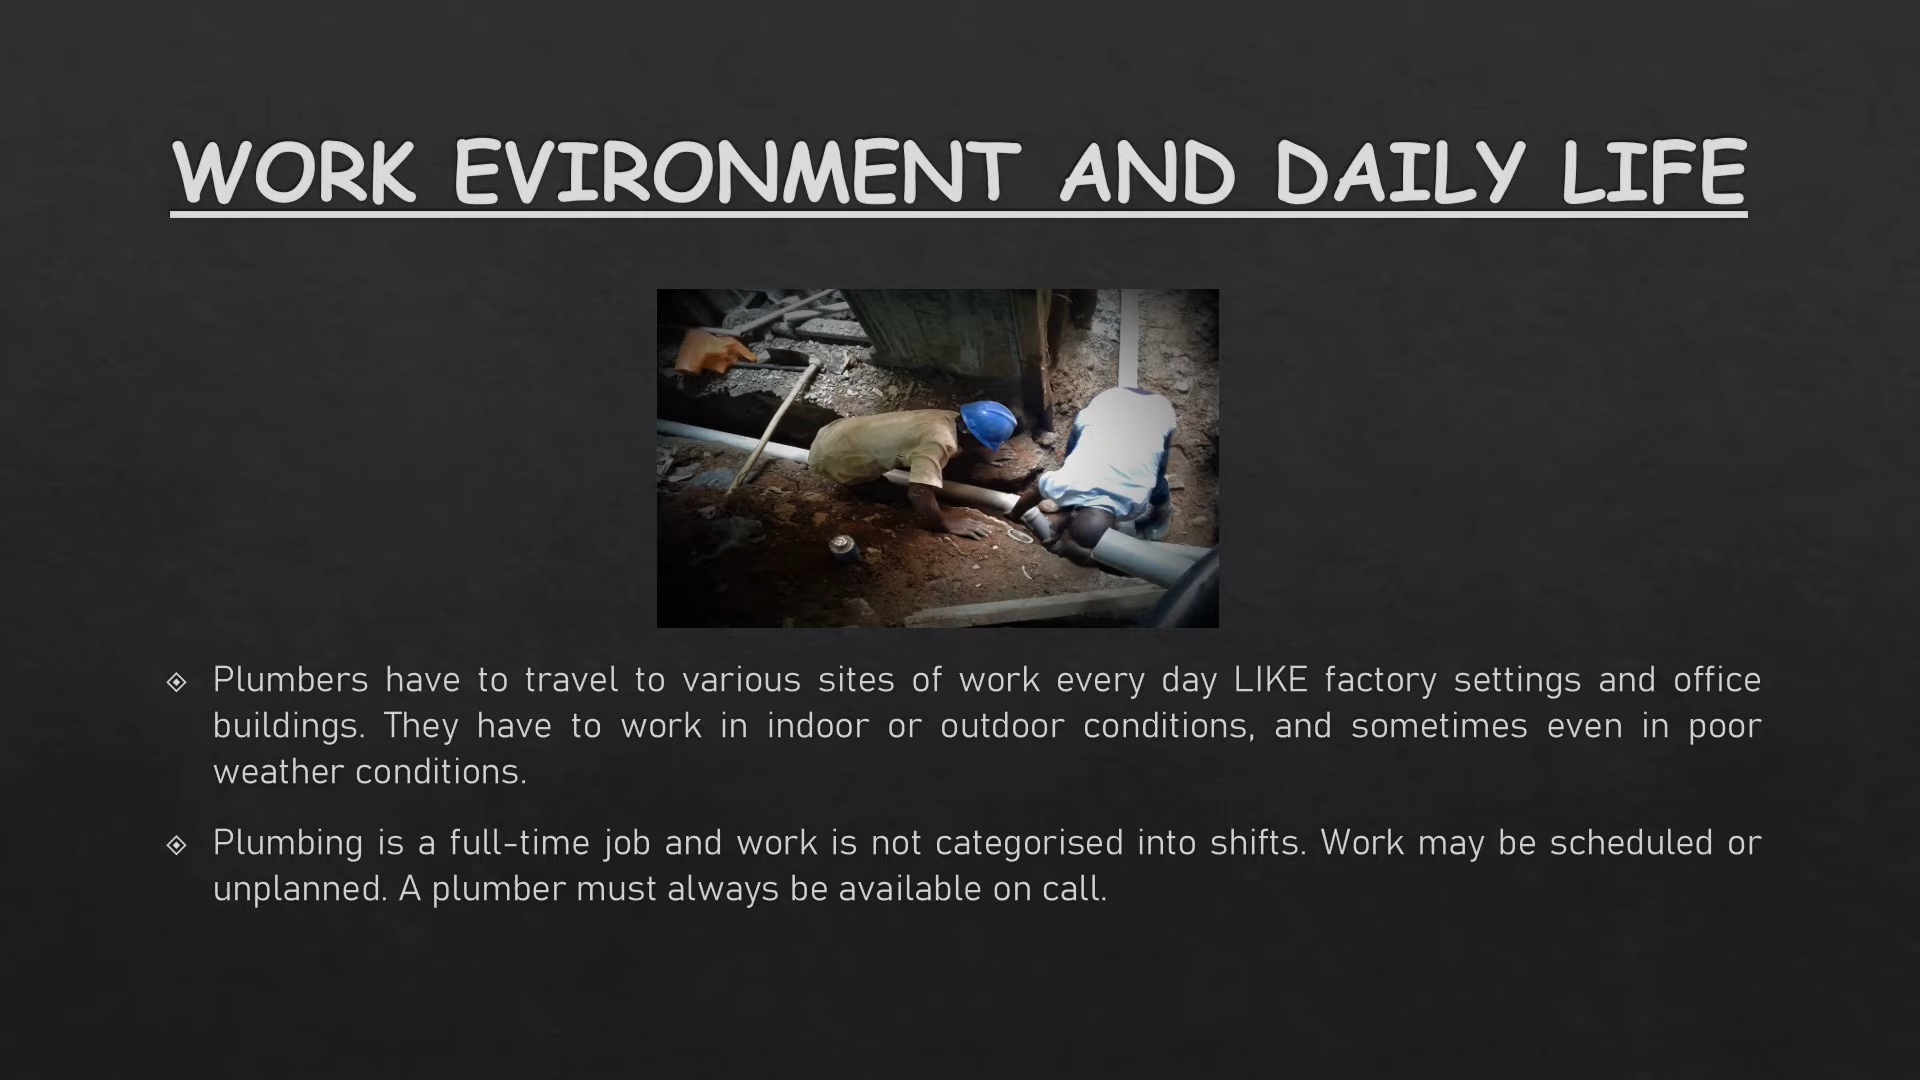 WORK EVIRONMENT AND DAILY LIFE
Plumbers have to travel to various sites of work every day LIKE factory settings and office
buildings. They have to work in indoor or outdoor conditions, and sometimes even in poor
weather conditions.
Plumbing is a full-time job and work is not categorised into shifts. Work may be scheduled or
unplanned. A plumber must always be available on call.